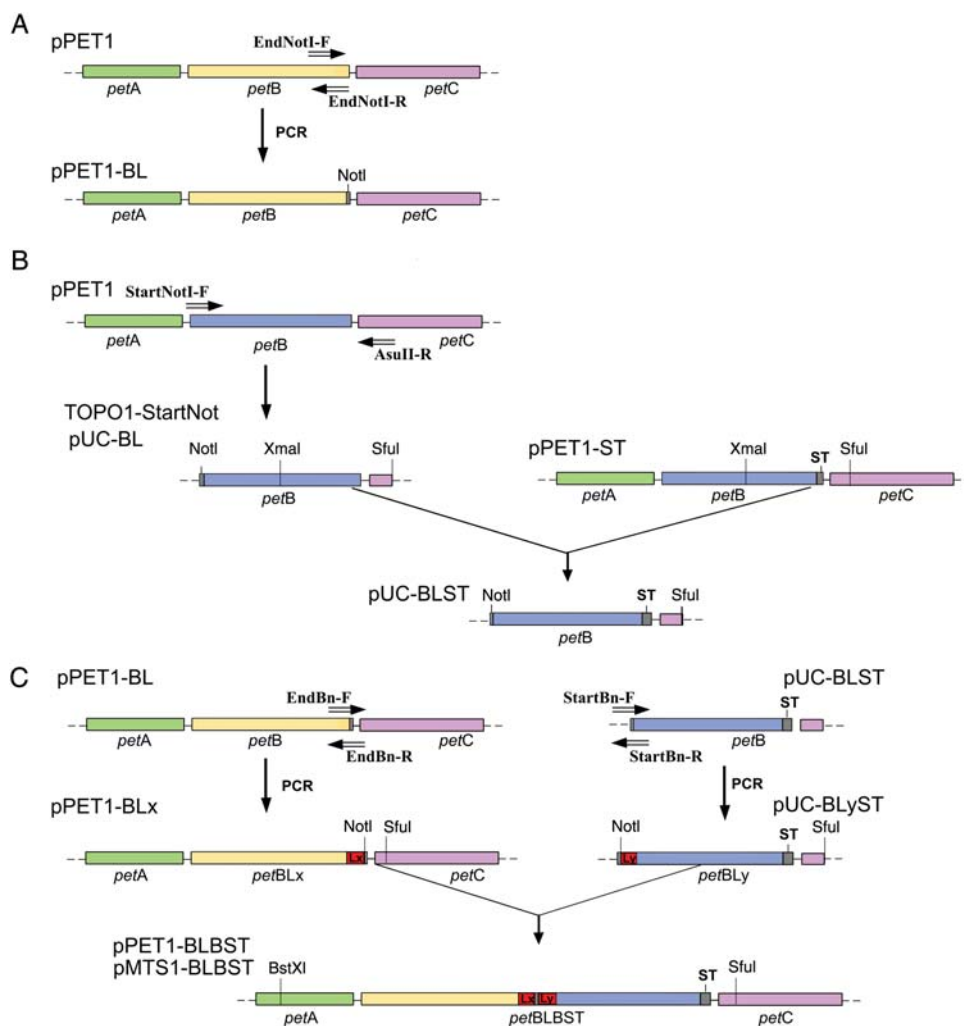 A
pPET1
EndNotI-F
petA petB petC
EndNotI-R
PCR
pPET1-BL
NotI
petA petB petC
B
pPET1
StartNotI-F
petA petB petC
AsuII-R
TOPO1-StartNot
pUC-BL
NotI XmaI SfuI
petB
pPET1-ST
XmaI ST SfuI
petA petB petC
pUC-BLST
NotI ST SfuI
petB
C
pPET1-BL
EndBn-F
petA petB petC
EndBn-R
PCR
pUC-BLST
StartBn-F ST
petB
StartBn-R
PCR
pPET1-BLx
NotI SfuI
Lx
petA petBLx petC
pUC-BLyST
NotI ST SfuI
Ly
petBLy
pPET1-BLBST
pMTS1-BLBST
BstXI ST SfuI
Lx Ly
petA petBLBST petC